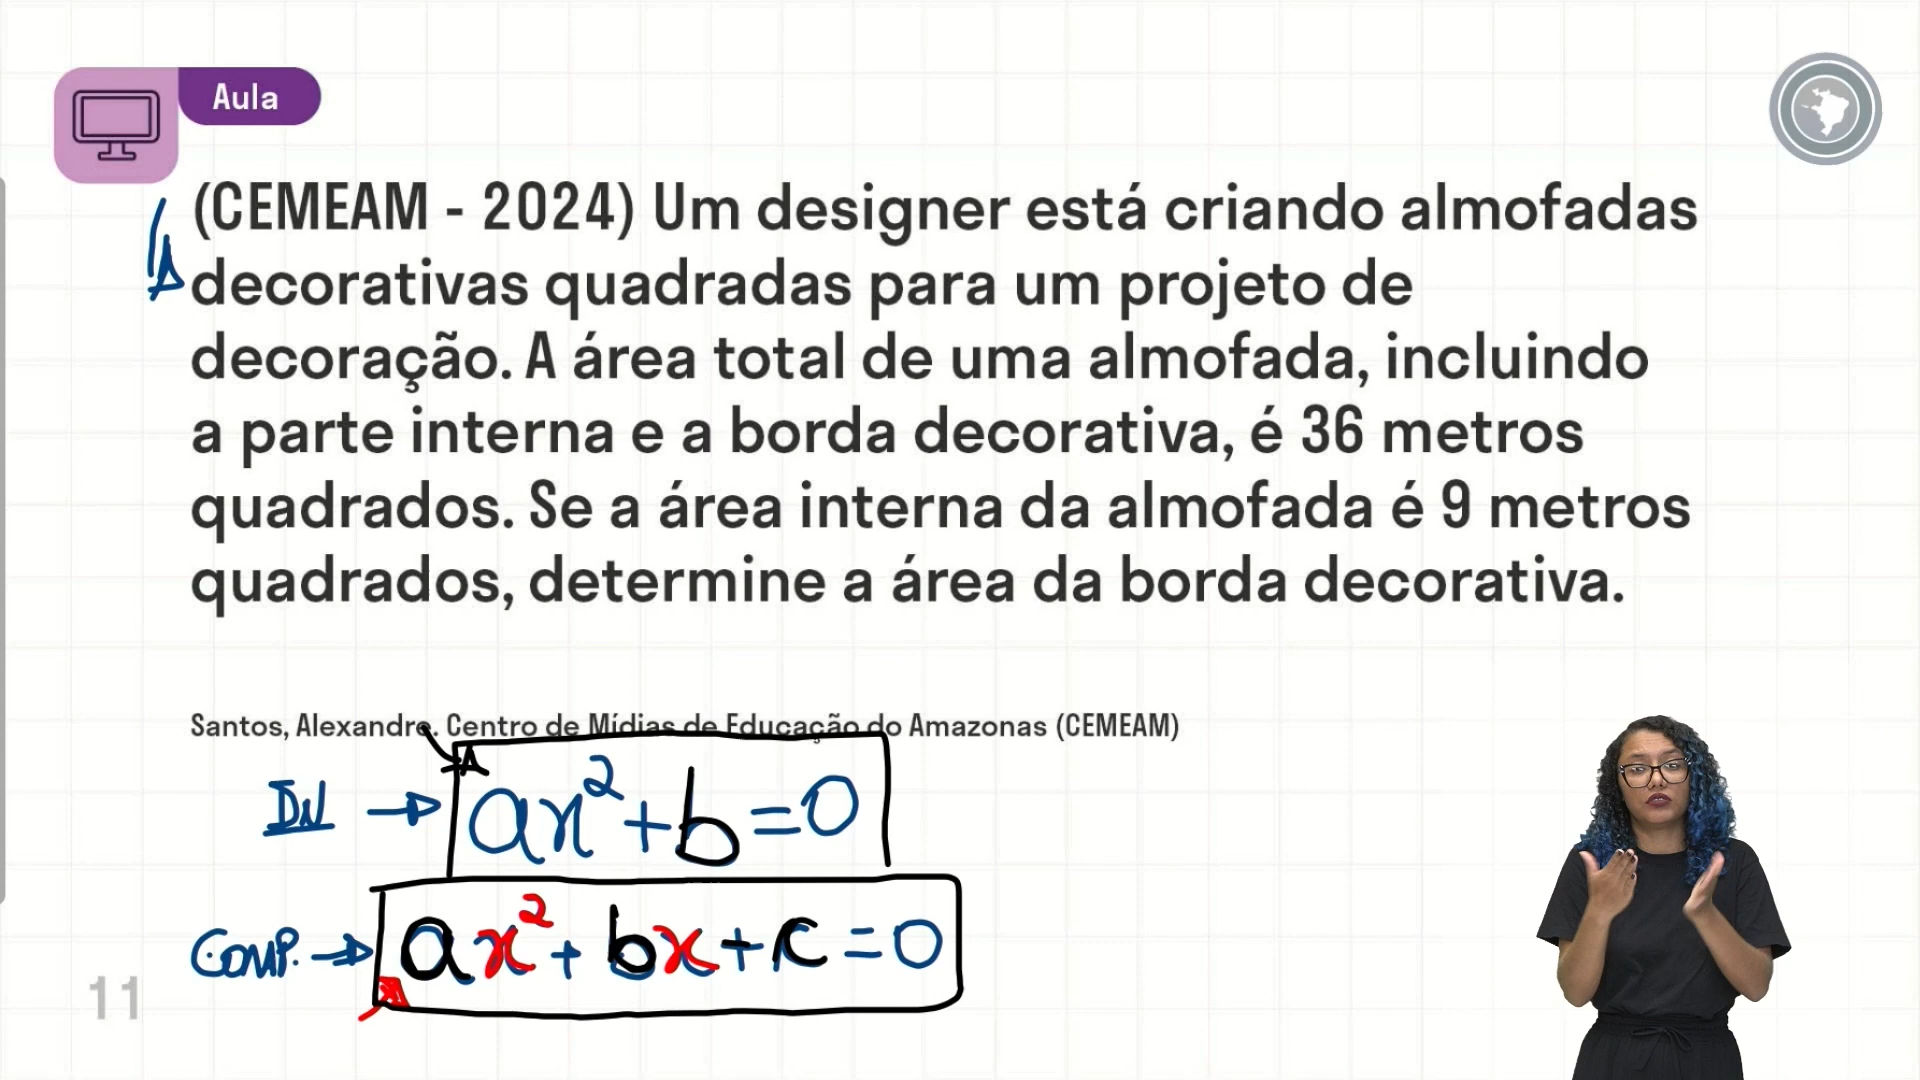 Aula
(CEMEAM - 2024) Um designer está criando almofadas
decorativas quadradas para um projeto de
decoração. A área total de uma almofada, incluindo
a parte interna e a borda decorativa, é 36 metros
quadrados. Se a área interna da almofada é 9 metros
quadrados, determine a área da borda decorativa.
Santos, Alexandre. Centro de Mídias de Educação do Amazonas (CEMEAM)
IN → ax²+b=0
COMP. → ax²+bx+c=0
11